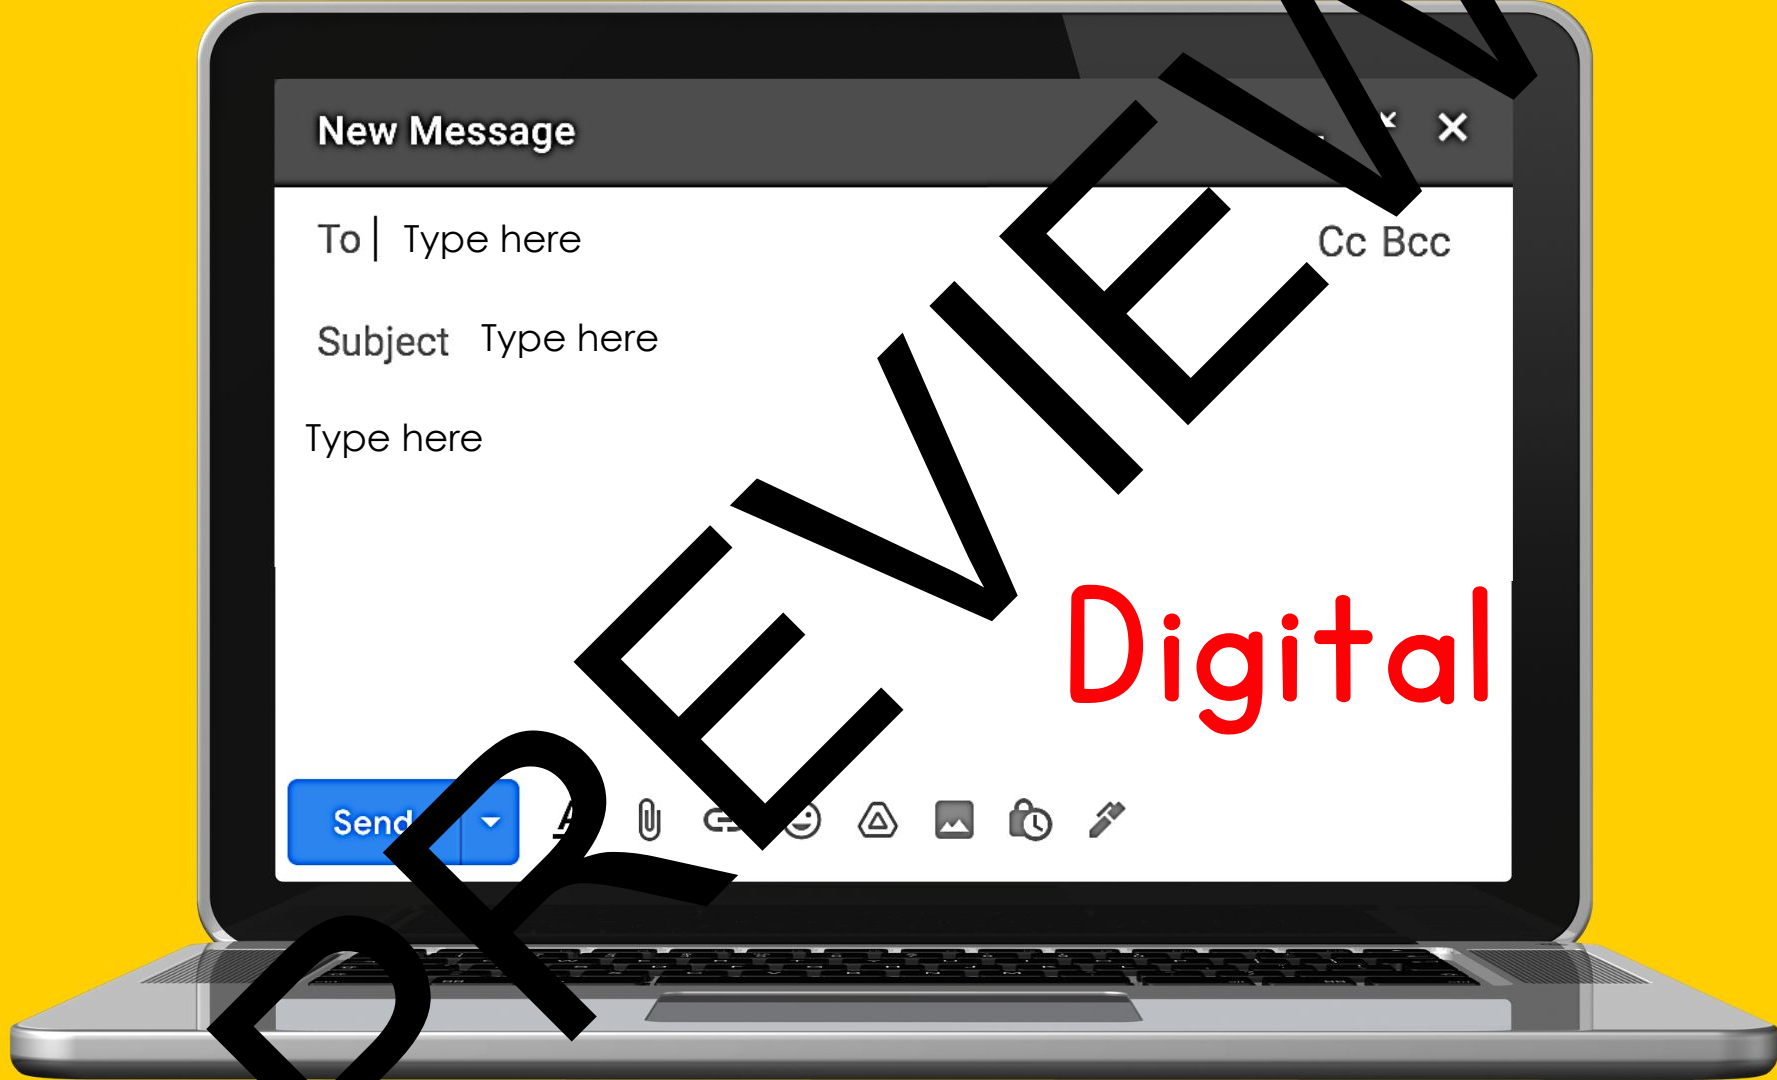 New Message
To Type here Cc Bcc
Subject Type here
Type here
Digital
Send
PREVIEW